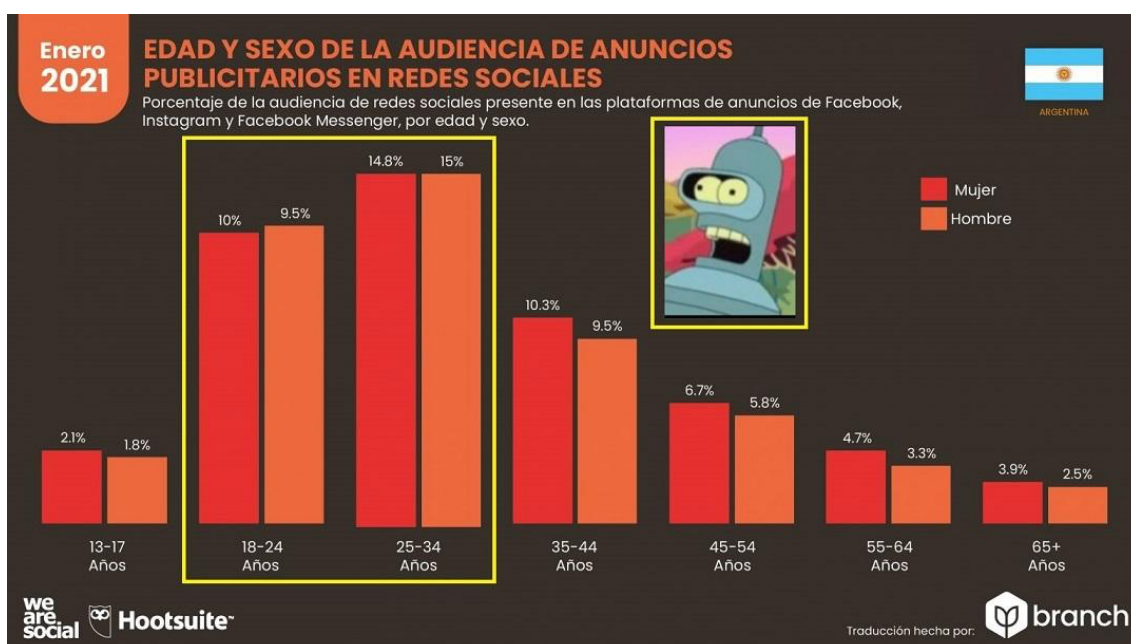 Enero
2021
EDAD Y SEXO DE LA AUDIENCIA DE ANUNCIOS
PUBLICITARIOS EN REDES SOCIALES
Porcentaje de la audiencia de redes sociales presente en las plataformas de anuncios de Facebook,
Instagram y Facebook Messenger, por edad y sexo.
ARGENTINA
Mujer
Hombre
2.1%
1.8%
10%
9.5%
14.8%
15%
10.3%
9.5%
6.7%
5.8%
4.7%
3.3%
3.9%
2.5%
13-17
Años
18-24
Años
25-34
Años
35-44
Años
45-54
Años
55-64
Años
65+
Años
we
are
social
Hootsuite
Traducción hecha por:
branch